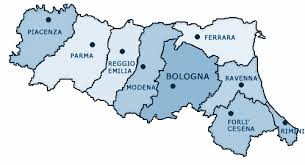 PIACENZA
PARMA
REGGIO
EMILIA
MODENA
BOLOGNA
FERRARA
RAVENNA
FORLI'
CESENA
RIMINI